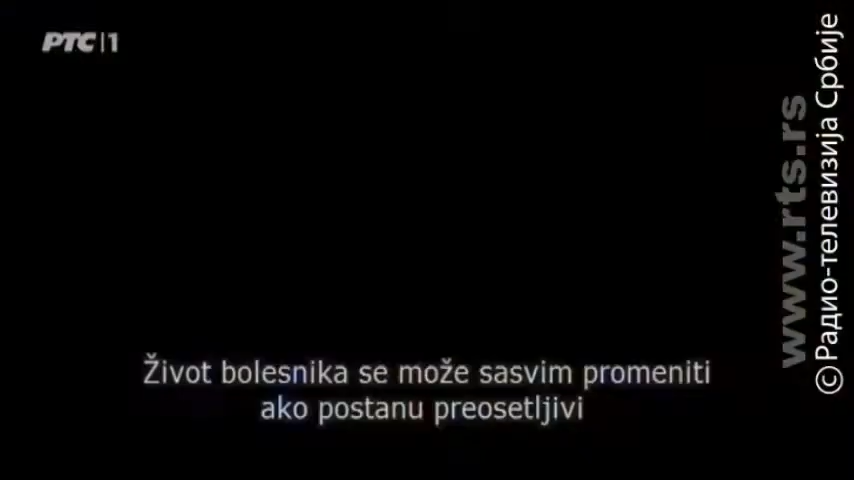 РТС|1
Život bolesnika se može sasvim promeniti
ako postanu preosetljivi
www.rts.rs
©Радио-телевизија Србије